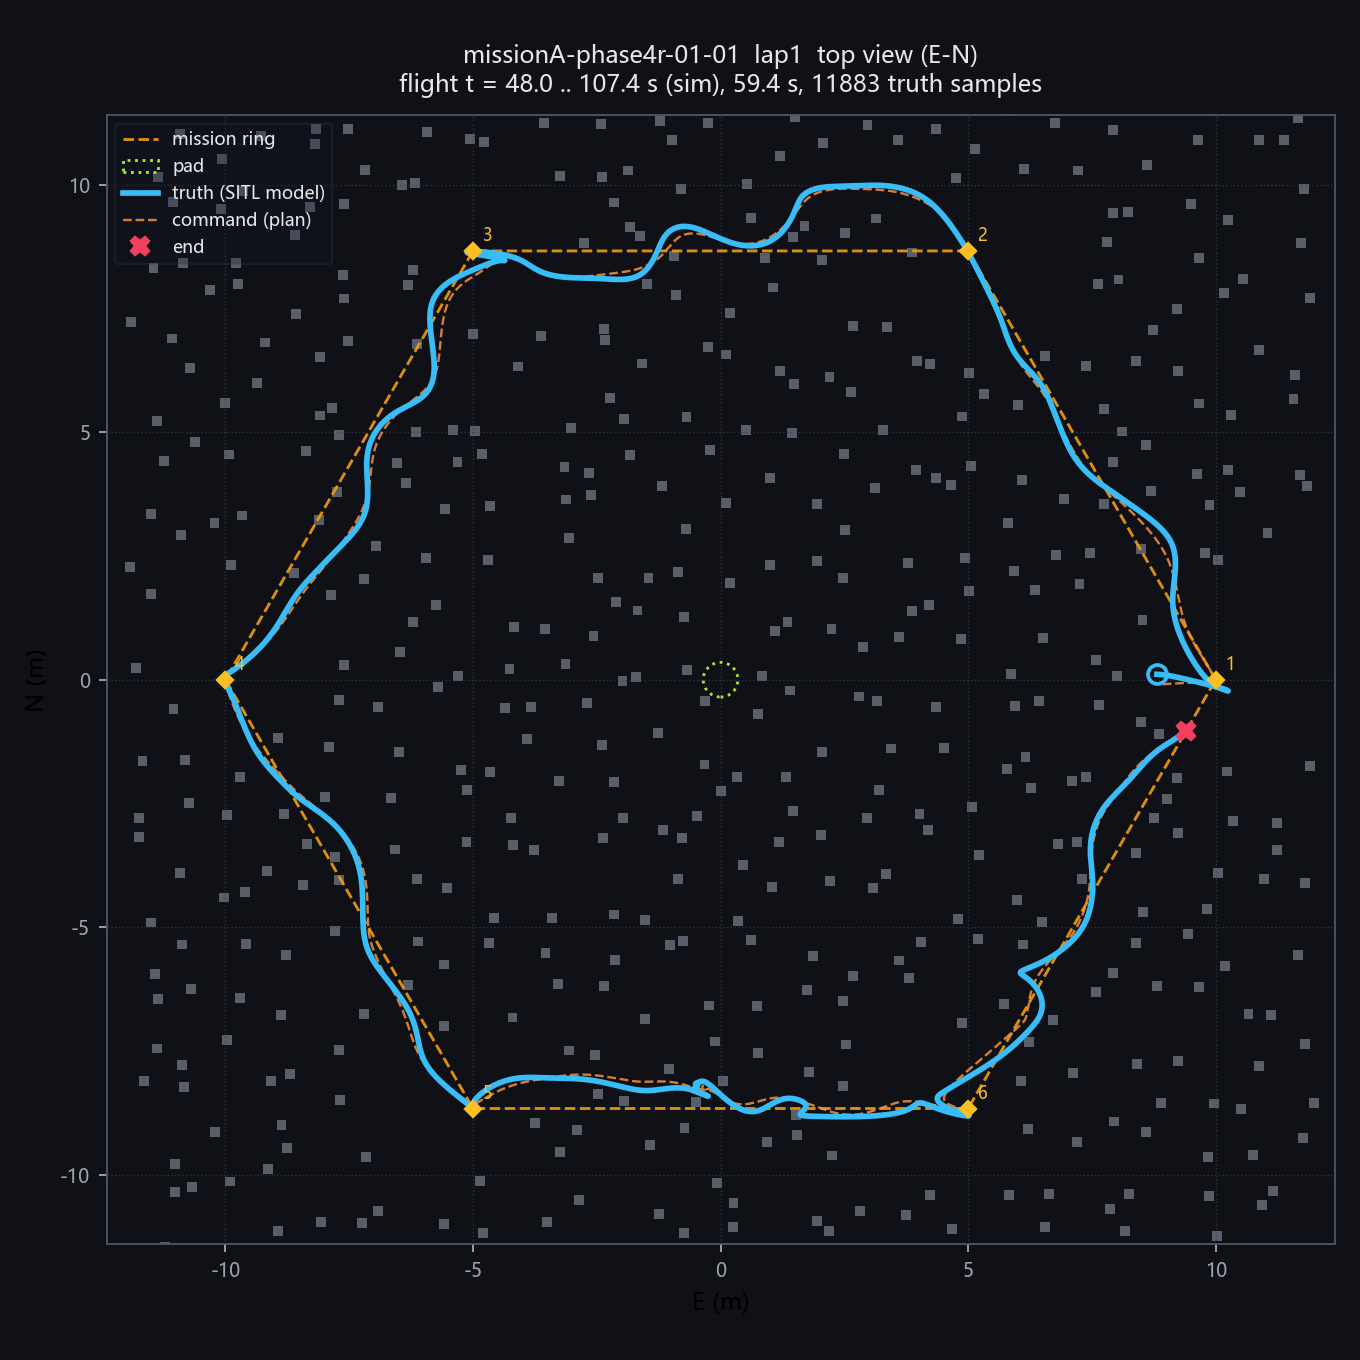 missionA-phase4r-01-01 lap1 top view (E-N)
flight t = 48.0 .. 107.4 s (sim), 59.4 s, 11883 truth samples
mission ring
pad
truth (SITL model)
command (plan)
end
3
2
10
5
N (m)
0
4
1
-5
5
6
-10
-10
-5
0
5
10
E (m)